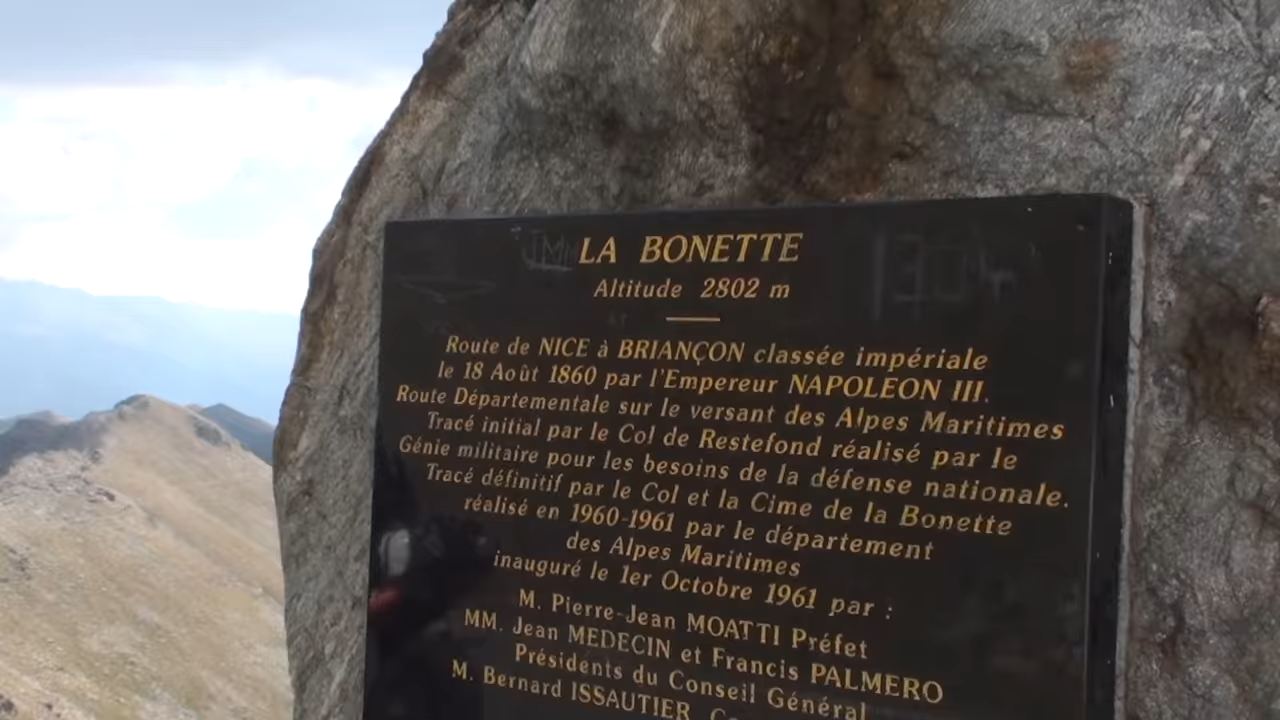 LA BONETTE
Altitude 2802 m
Route de NICE à BRIANÇON classée impériale
le 18 Août 1860 par l'Empereur NAPOLEON III.
Route Départementale sur le versant des Alpes Maritimes
Tracé initial par le Col de Restefond réalisé par le
Génie militaire pour les besoins de la défense nationale.
Tracé définitif par le Col et la Cime de la Bonette
réalisé en 1960-1961 par le département
des Alpes Maritimes
inauguré le 1er Octobre 1961 par :
M. Pierre-Jean MOATTI Préfet
MM. Jean MEDECIN et Francis PALMERO
Présidents du Conseil Général
M. Bernard ISSAUTIER